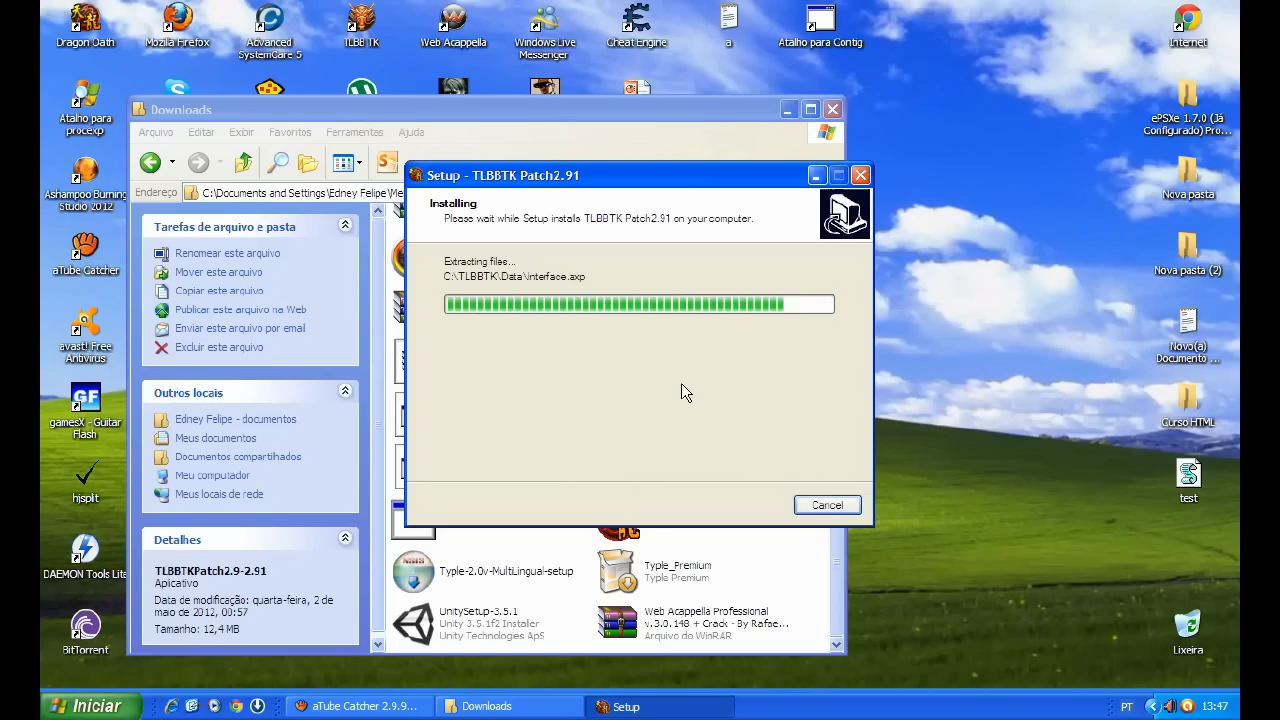 Dragon Oath
Mozilla Firefox
Advanced
SystemCare 5
TLBB TK
Web Acappella
Windows Live
Messenger
Cheat Engine
a
Atalho para Contig
Internet
Atalho para
procexp
Ashampoo Burning
Studio 2012
aTube Catcher
avast! Free
Antivirus
GF
gamesX - Guitar
Flash
hjsplit
DAEMON Tools Lite
BitTorrent
ePSXe 1.7.0 (Já
Configurado) Pro...
Nova pasta
Nova pasta (2)
Novo(a)
Documento ...
Curso HTML
test
Lixeira
Downloads
Arquivo Editar Exibir Favoritos Ferramentas Ajuda
Endereço C:\Documents and Settings\Edney Felipe\Me
Tarefas de arquivo e pasta
Renomear este arquivo
Mover este arquivo
Copiar este arquivo
Publicar este arquivo na Web
Enviar este arquivo por email
Excluir este arquivo
Outros locais
Edney Felipe - documentos
Meus documentos
Documentos compartilhados
Meu computador
Meus locais de rede
Detalhes
TLBBTKPatch2.9-2.91
Aplicativo
Data de modificação: quarta-feira, 2 de
maio de 2012, 00:57
Tamanho: 12,4 MB
Setup - TLBBTK Patch2.91
Installing
Please wait while Setup installs TLBBTK Patch2.91 on your computer.
Extracting files...
C:\TLBBTK\Data\Interface.axp
Cancel
NSIS
Typle-2.0v-MultiLingual-setup
Typle_Premium
Typle Premium
UnitySetup-3.5.1
Unity 3.5.1f2 Installer
Unity Technologies ApS
Web Acappella Professional
v.3.0.148 + Crack - By Rafae...
Arquivo do WinRAR
Iniciar
aTube Catcher 2.9.9...
Downloads
Setup
PT
13:47